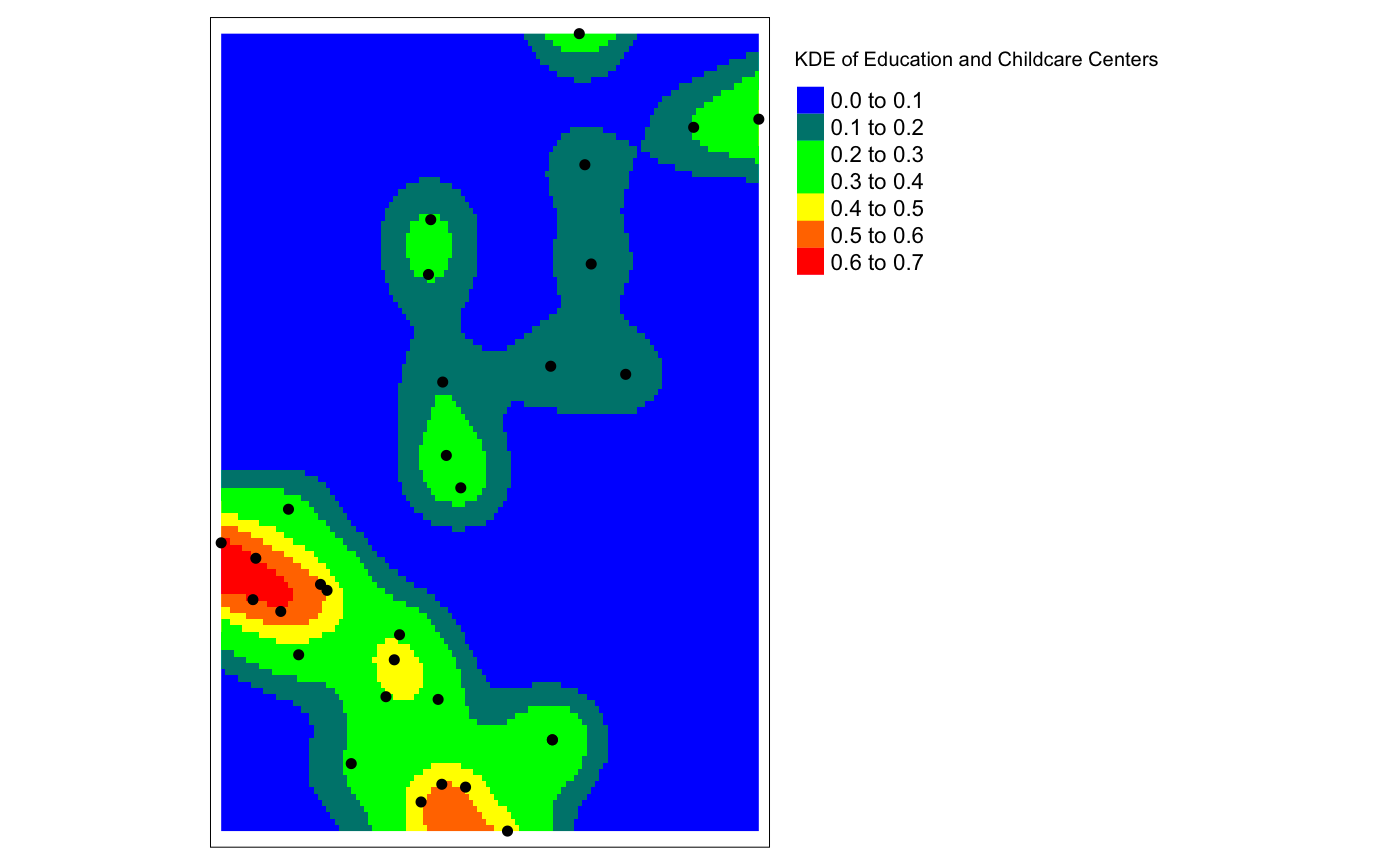 KDE of Education and Childcare Centers
0.0 to 0.1
0.1 to 0.2
0.2 to 0.3
0.3 to 0.4
0.4 to 0.5
0.5 to 0.6
0.6 to 0.7